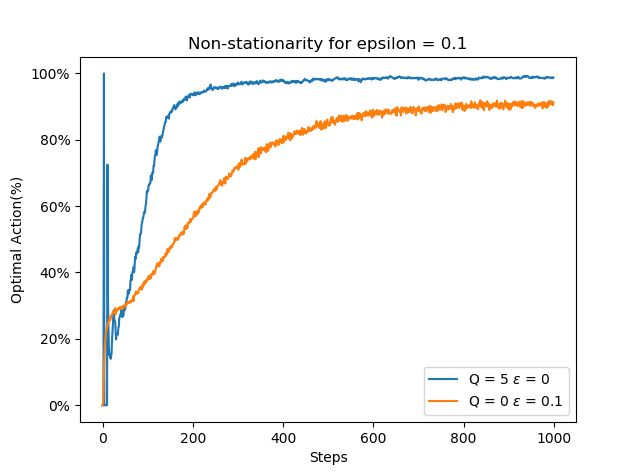 Non-stationarity for epsilon = 0.1
100%
80%
60%
40%
20%
0%
Optimal Action(%)
0
200
400
600
800
1000
Steps
Q = 5 ε = 0
Q = 0 ε = 0.1